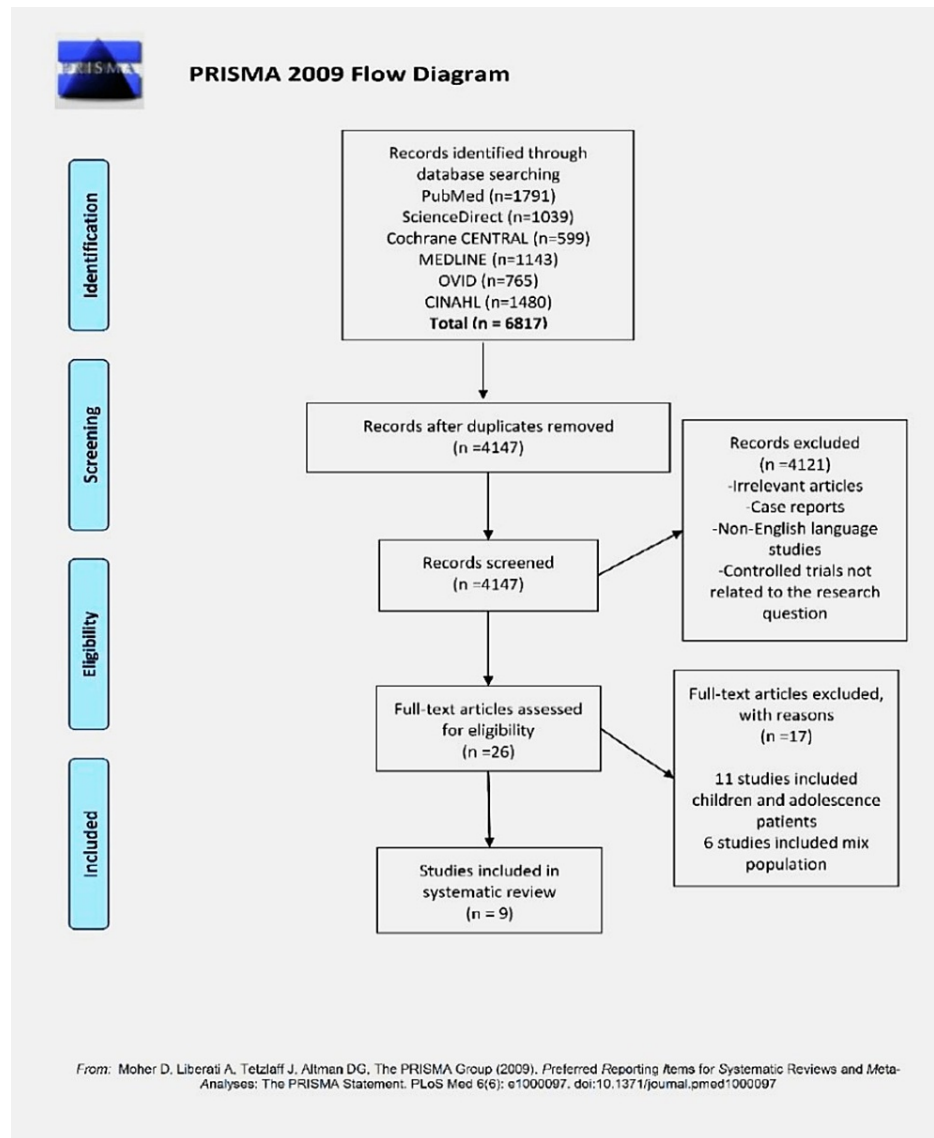 PRISMA
PRISMA 2009 Flow Diagram
Identification
Records identified through
database searching
PubMed (n=1791)
ScienceDirect (n=1039)
Cochrane CENTRAL (n=599)
MEDLINE (n=1143)
OVID (n=765)
CINAHL (n=1480)
Total (n = 6817)
Screening
Records after duplicates removed
(n =4147)
Records excluded
(n =4121)
-Irrelevant articles
-Case reports
-Non-English language
studies
-Controlled trials not
related to the research
question
Records screened
(n =4147)
Eligibility
Full-text articles assessed
for eligibility
(n =26)
Full-text articles excluded,
with reasons
(n =17)
11 studies included
children and adolescence
patients
6 studies included mix
population
Included
Studies included in
systematic review
(n = 9)
From: Moher D, Liberati A, Tetzlaff J, Altman DG, The PRISMA Group (2009). Preferred Reporting Items for Systematic Reviews and Meta-
Analyses: The PRISMA Statement. PLoS Med 6(6): e1000097. doi:10.1371/journal.pmed1000097